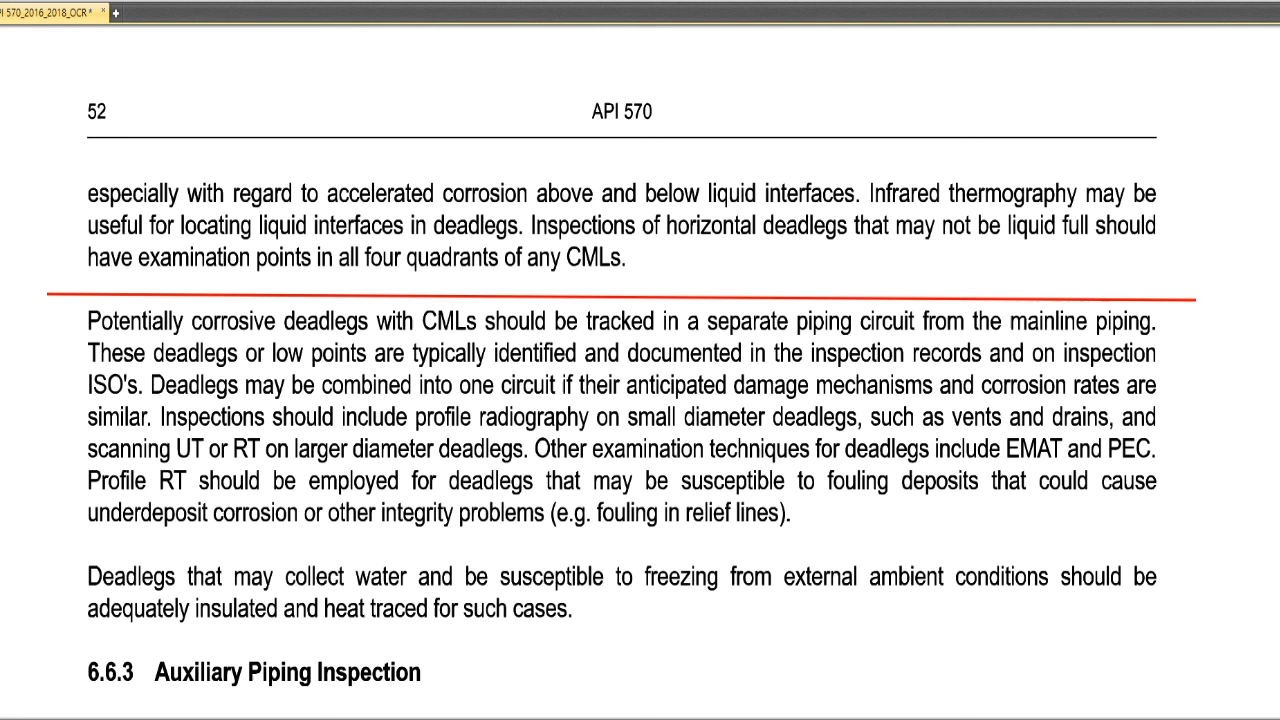 PI 570_2016_2018_OCR *
52 API 570
especially with regard to accelerated corrosion above and below liquid interfaces. Infrared thermography may be
useful for locating liquid interfaces in deadlegs. Inspections of horizontal deadlegs that may not be liquid full should
have examination points in all four quadrants of any CMLs.
Potentially corrosive deadlegs with CMLs should be tracked in a separate piping circuit from the mainline piping.
These deadlegs or low points are typically identified and documented in the inspection records and on inspection
ISO's. Deadlegs may be combined into one circuit if their anticipated damage mechanisms and corrosion rates are
similar. Inspections should include profile radiography on small diameter deadlegs, such as vents and drains, and
scanning UT or RT on larger diameter deadlegs. Other examination techniques for deadlegs include EMAT and PEC.
Profile RT should be employed for deadlegs that may be susceptible to fouling deposits that could cause
underdeposit corrosion or other integrity problems (e.g. fouling in relief lines).
Deadlegs that may collect water and be susceptible to freezing from external ambient conditions should be
adequately insulated and heat traced for such cases.
6.6.3 Auxiliary Piping Inspection